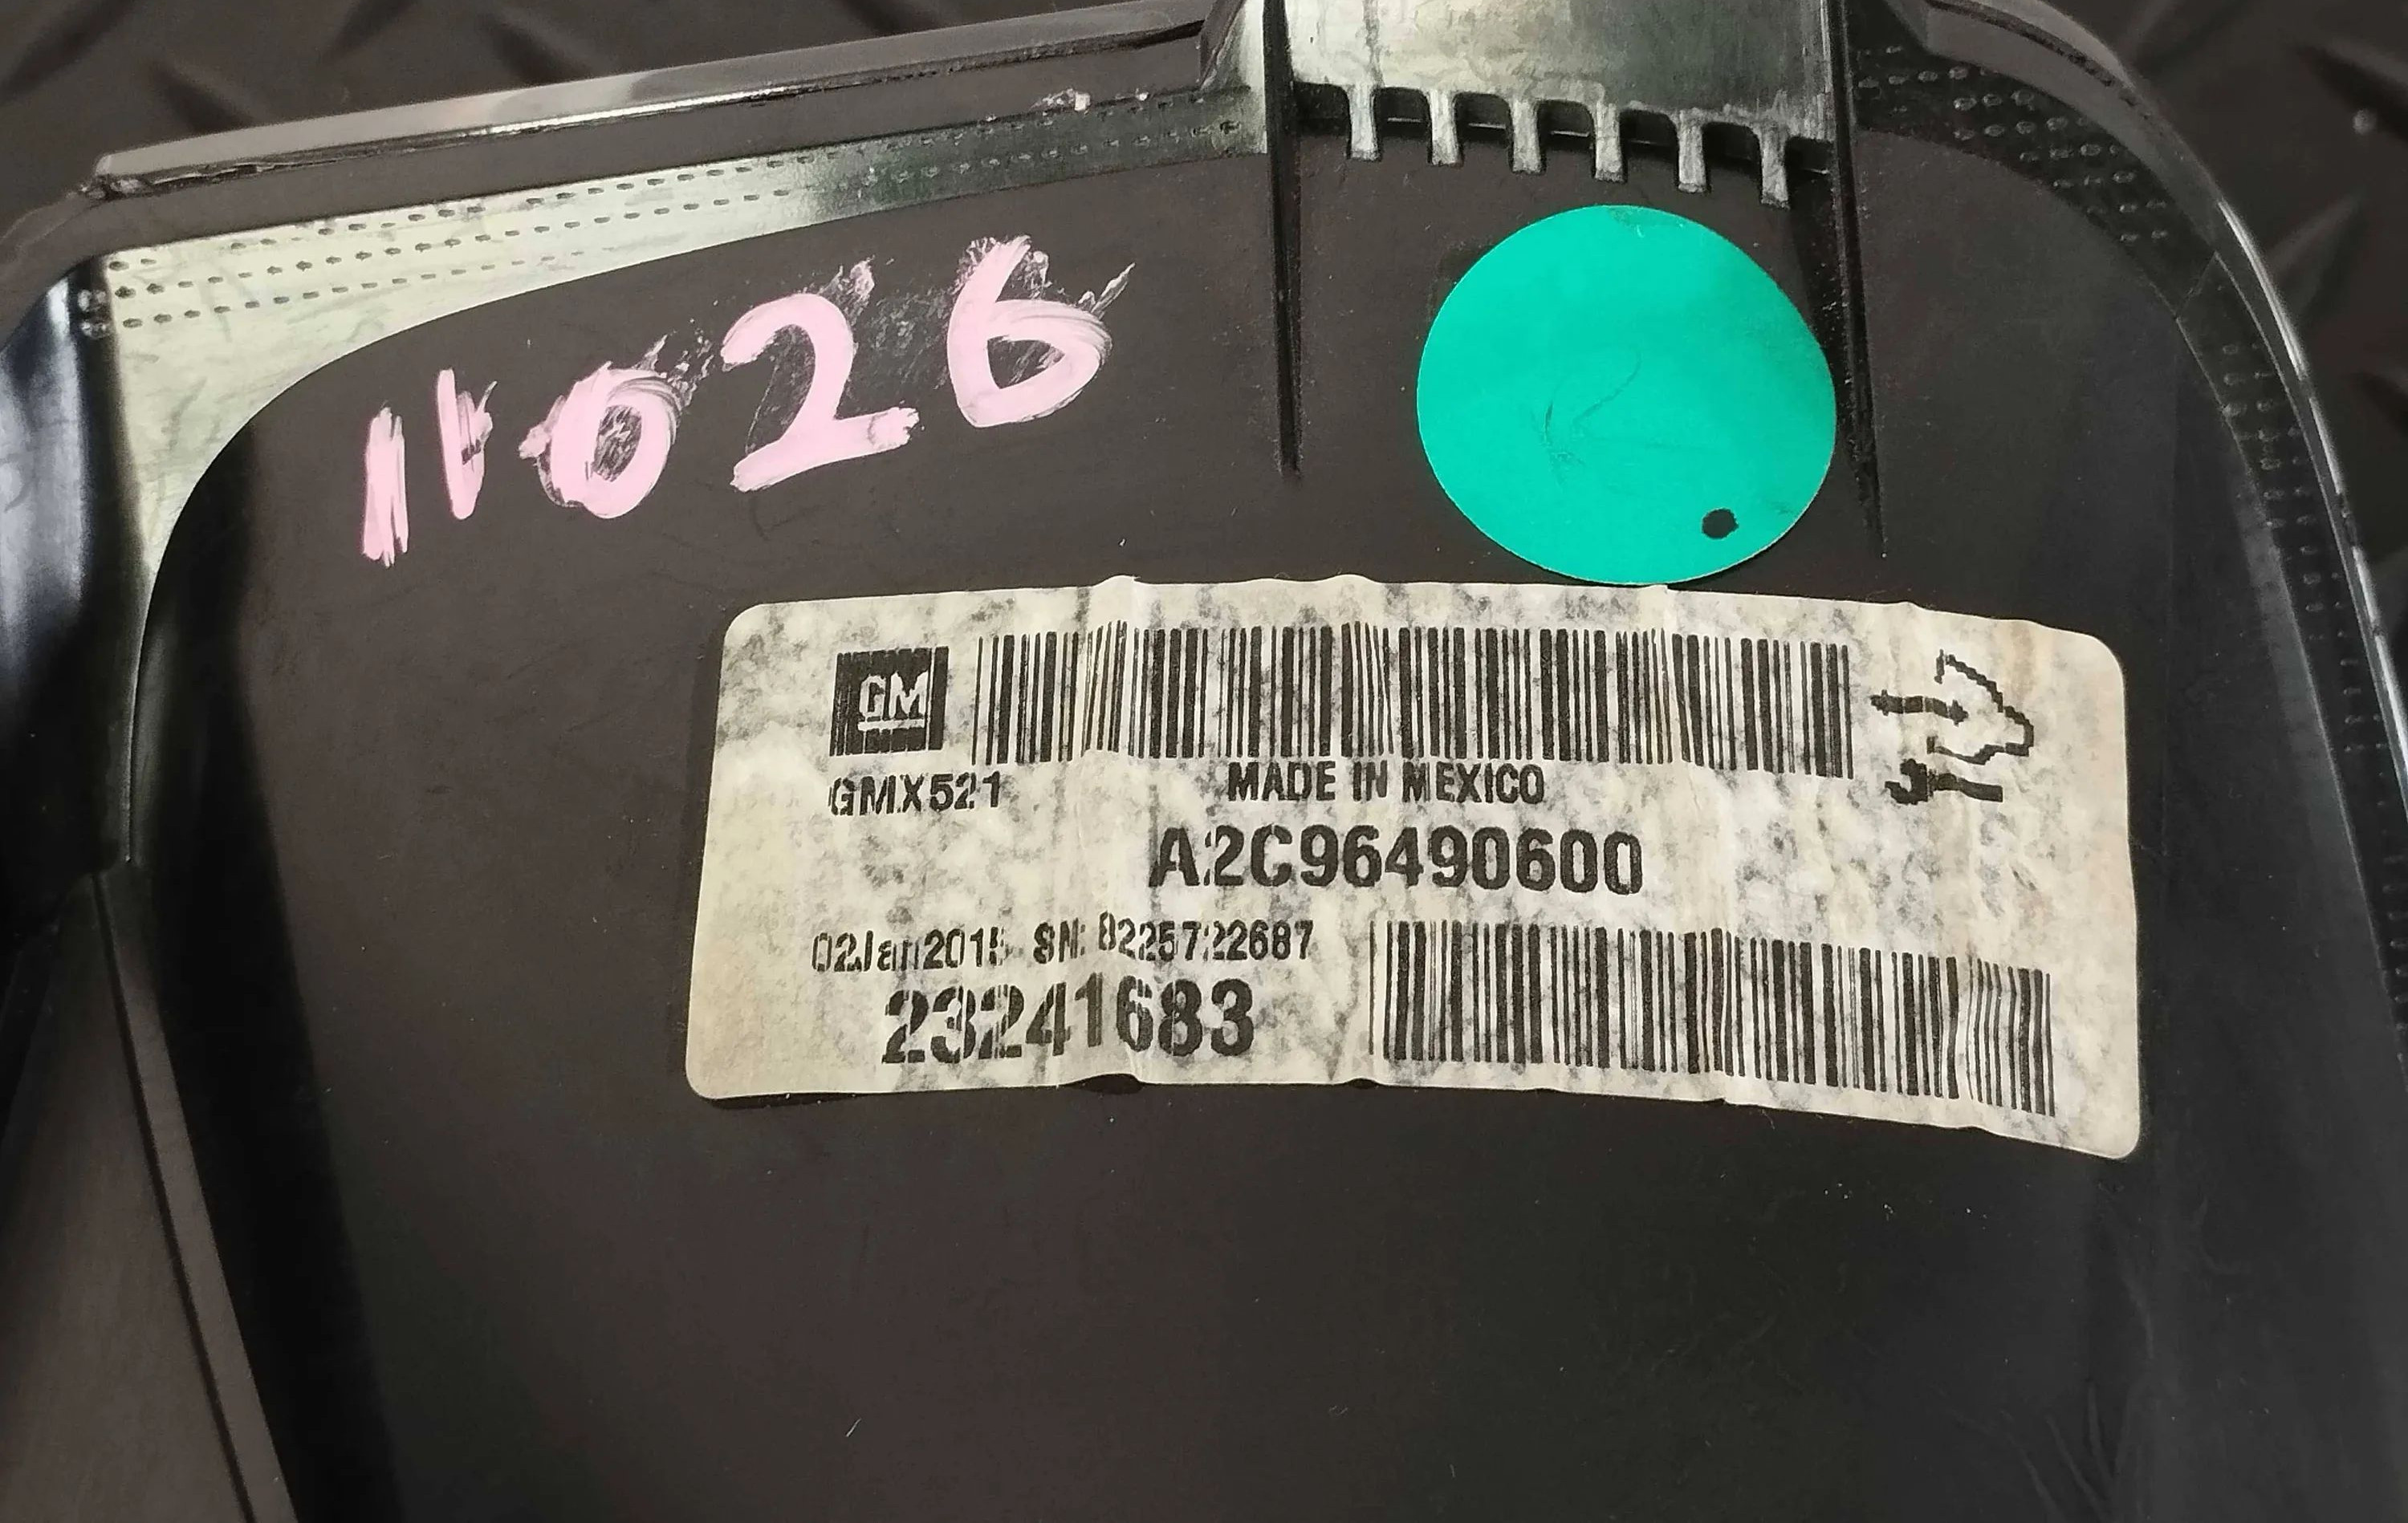 11026
GM
GMX521 MADE IN MEXICO
A2C96490600
02Jan2015 SN: 8225722687
23241683